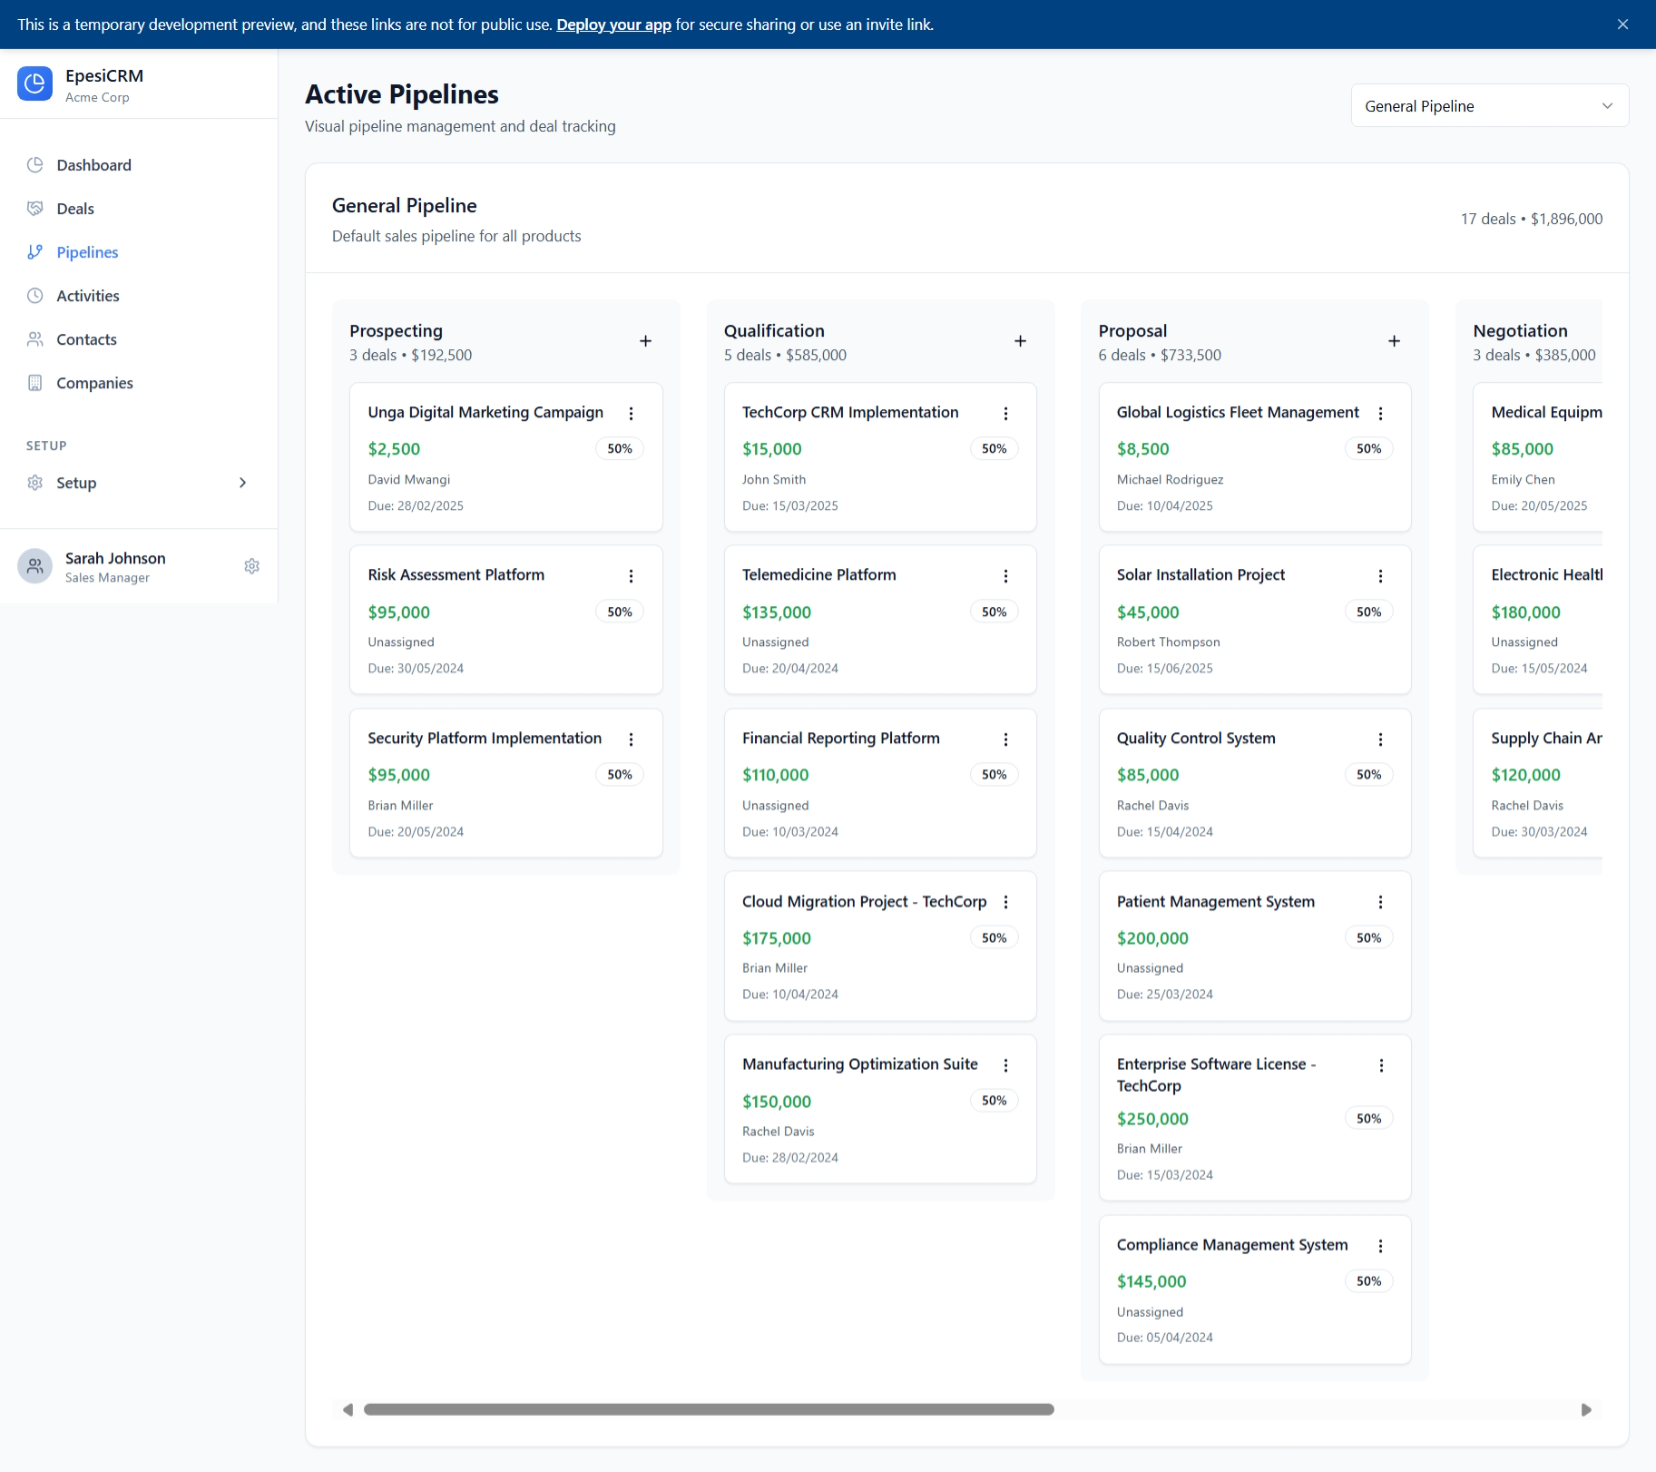 This is a temporary development preview, and these links are not for public use. Deploy your app for secure sharing or use an invite link.
EpesiCRM
Acme Corp
Dashboard
Deals
Pipelines
Activities
Contacts
Companies
SETUP
Setup
Sarah Johnson
Sales Manager
Active Pipelines
Visual pipeline management and deal tracking
General Pipeline
General Pipeline
Default sales pipeline for all products
17 deals • $1,896,000
Prospecting
3 deals • $192,500
Unga Digital Marketing Campaign
$2,500
50%
David Mwangi
Due: 28/02/2025
Risk Assessment Platform
$95,000
50%
Unassigned
Due: 30/05/2024
Security Platform Implementation
$95,000
50%
Brian Miller
Due: 20/05/2024
Qualification
5 deals • $585,000
TechCorp CRM Implementation
$15,000
50%
John Smith
Due: 15/03/2025
Telemedicine Platform
$135,000
50%
Unassigned
Due: 20/04/2024
Financial Reporting Platform
$110,000
50%
Unassigned
Due: 10/03/2024
Cloud Migration Project - TechCorp
$175,000
50%
Brian Miller
Due: 10/04/2024
Manufacturing Optimization Suite
$150,000
50%
Rachel Davis
Due: 28/02/2024
Proposal
6 deals • $733,500
Global Logistics Fleet Management
$8,500
50%
Michael Rodriguez
Due: 10/04/2025
Solar Installation Project
$45,000
50%
Robert Thompson
Due: 15/06/2025
Quality Control System
$85,000
50%
Rachel Davis
Due: 15/04/2024
Patient Management System
$200,000
50%
Unassigned
Due: 25/03/2024
Enterprise Software License -
TechCorp
$250,000
50%
Brian Miller
Due: 15/03/2024
Compliance Management System
$145,000
50%
Unassigned
Due: 05/04/2024
Negotiation
3 deals • $385,000
Medical Equipm
$85,000
Emily Chen
Due: 20/05/2025
Electronic Healt
$180,000
Unassigned
Due: 15/05/2024
Supply Chain Ar
$120,000
Rachel Davis
Due: 30/03/2024